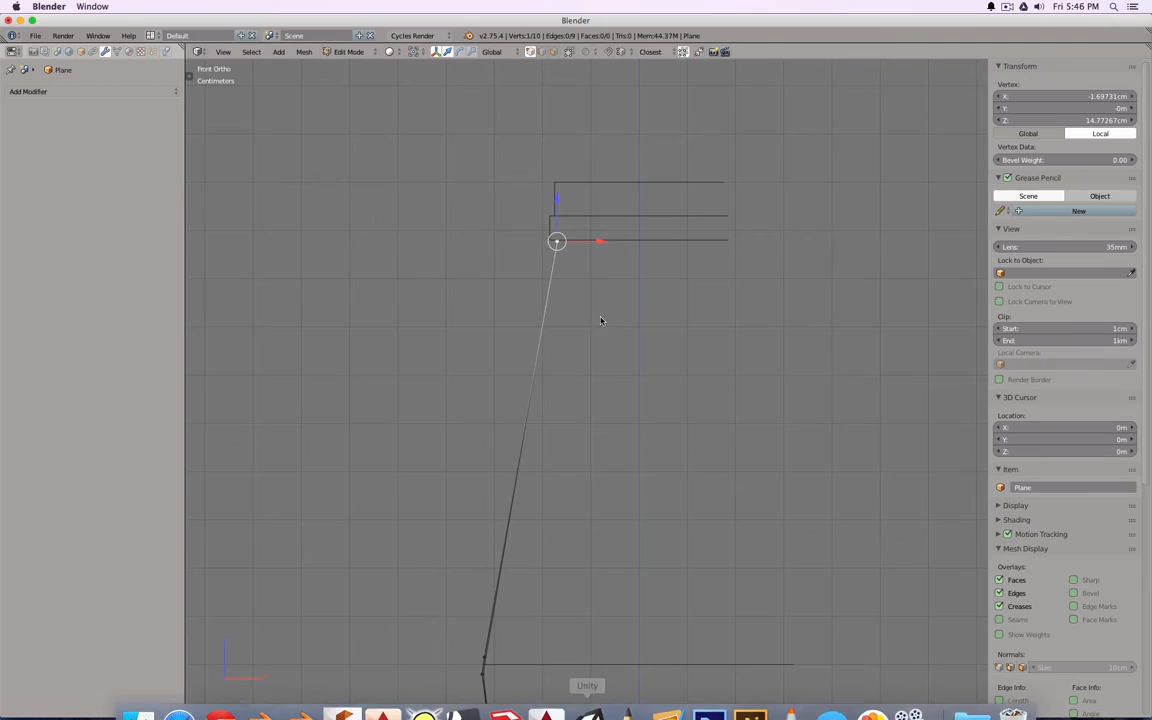 Blender Window Fri 5:46 PM
Blender
File Render Window Help Default Scene Cycles Render v2.75.4 | Verts:1/10 | Edges:0/9 | Faces:0/0 | Tris:0 | Mem:44.37M | Plane
View Select Add Mesh Edit Mode Global Closest
Plane
Add Modifier
Front Ortho
Centimeters
Transform
Vertex:
X: -1.69731cm
Y: -0m
Z: 14.77267cm
Global Local
Vertex Data:
Bevel Weight: 0.00
Grease Pencil
Scene Object
New
View
Lens: 35mm
Lock to Object:
Lock to Cursor
Lock Camera to View
Clip:
Start: 1cm
End: 1km
Local Camera:
Render Border
3D Cursor
Location:
X: 0m
Y: 0m
Z: 0m
Item
Plane
Display
Shading
Motion Tracking
Mesh Display
Overlays:
Faces Sharp
Edges Bevel
Creases Edge Marks
Seams Face Marks
Show Weights
Normals:
Size: 10cm
Edge Info: Face Info:
Length Area
Angle Angle
Unity